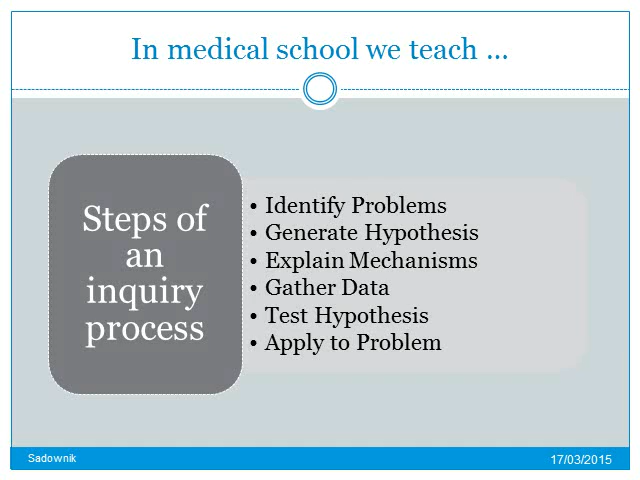 In medical school we teach ...
Steps of
an
inquiry
process
• Identify Problems
• Generate Hypothesis
• Explain Mechanisms
• Gather Data
• Test Hypothesis
• Apply to Problem
Sadownik
17/03/2015